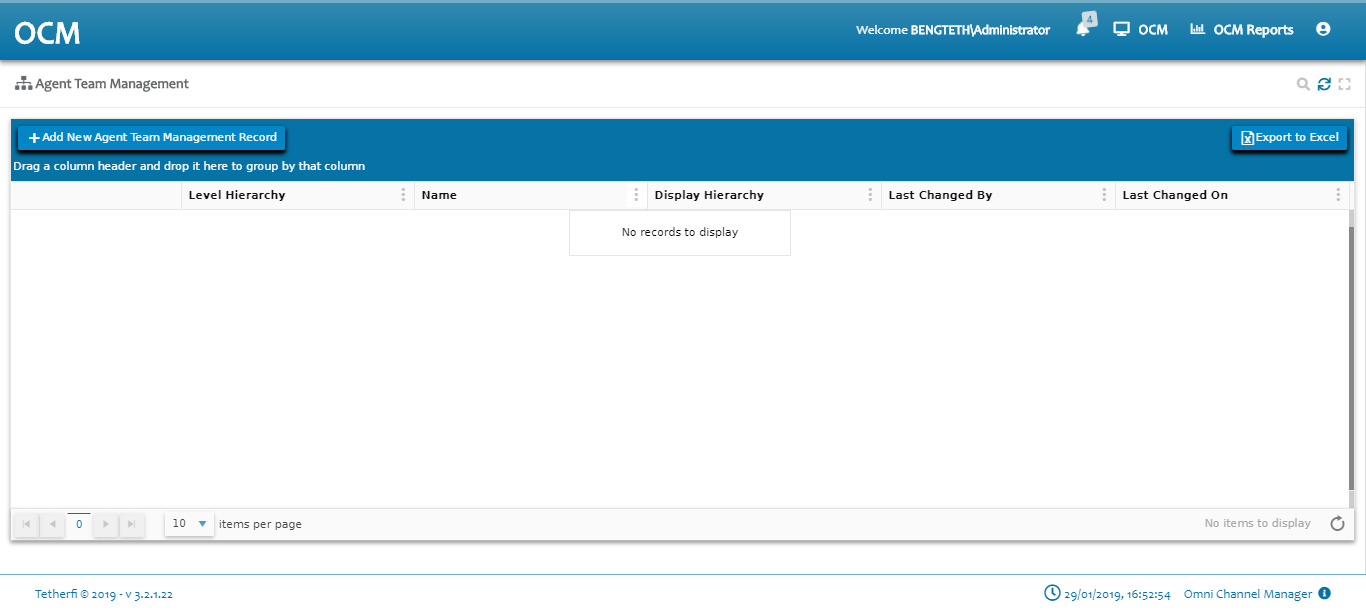 OCM
Welcome BENGTETH\Administrator 4 OCM OCM Reports
Agent Team Management
Add New Agent Team Management Record Export to Excel
Drag a column header and drop it here to group by that column
Level Hierarchy Name Display Hierarchy Last Changed By Last Changed On
No records to display
0 10 items per page No items to display
Tetherfi © 2019 - v 3.2.1.22 29/01/2019, 16:52:54 Omni Channel Manager